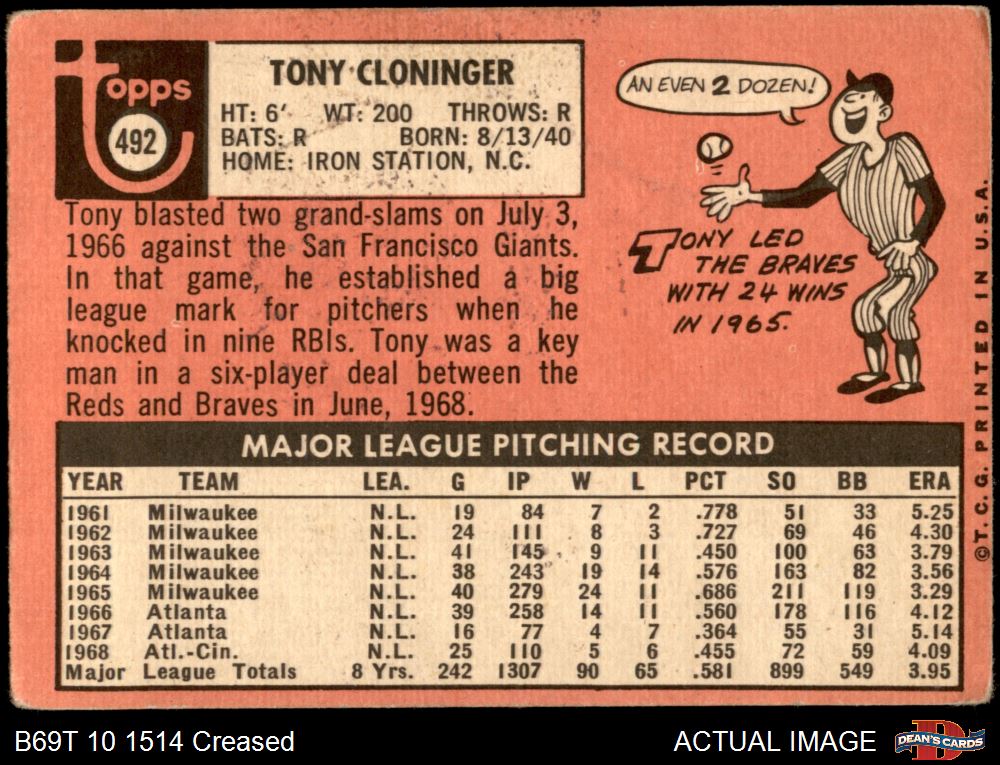 Topps
492
TONY CLONINGER
HT: 6' WT: 200 THROWS: R
BATS: R BORN: 8/13/40
HOME: IRON STATION, N.C.
Tony blasted two grand-slams on July 3,
1966 against the San Francisco Giants.
In that game, he established a big
league mark for pitchers when he
knocked in nine RBIs. Tony was a key
man in a six-player deal between the
Reds and Braves in June, 1968.
AN EVEN 2 DOZEN!
TONY LED
THE BRAVES
WITH 24 WINS
IN 1965.
MAJOR LEAGUE PITCHING RECORD
YEAR TEAM LEA. G IP W L PCT SO BB ERA
1961 Milwaukee N.L. 19 84 7 2 .778 51 33 5.25
1962 Milwaukee N.L. 24 111 8 3 .727 69 46 4.30
1963 Milwaukee N.L. 41 145 9 11 .450 100 63 3.79
1964 Milwaukee N.L. 38 243 19 14 .576 163 82 3.56
1965 Milwaukee N.L. 40 279 24 11 .686 211 119 3.29
1966 Atlanta N.L. 39 258 14 11 .560 178 116 4.12
1967 Atlanta N.L. 16 77 4 7 .364 55 31 5.14
1968 Atl.-Cin. N.L. 25 110 5 6 .455 72 59 4.09
Major League Totals 8 Yrs. 242 1307 90 65 .581 899 549 3.95
©T.C.G. PRINTED IN U.S.A.
B69T 10 1514 Creased
ACTUAL IMAGE
D
DEAN'S CARDS